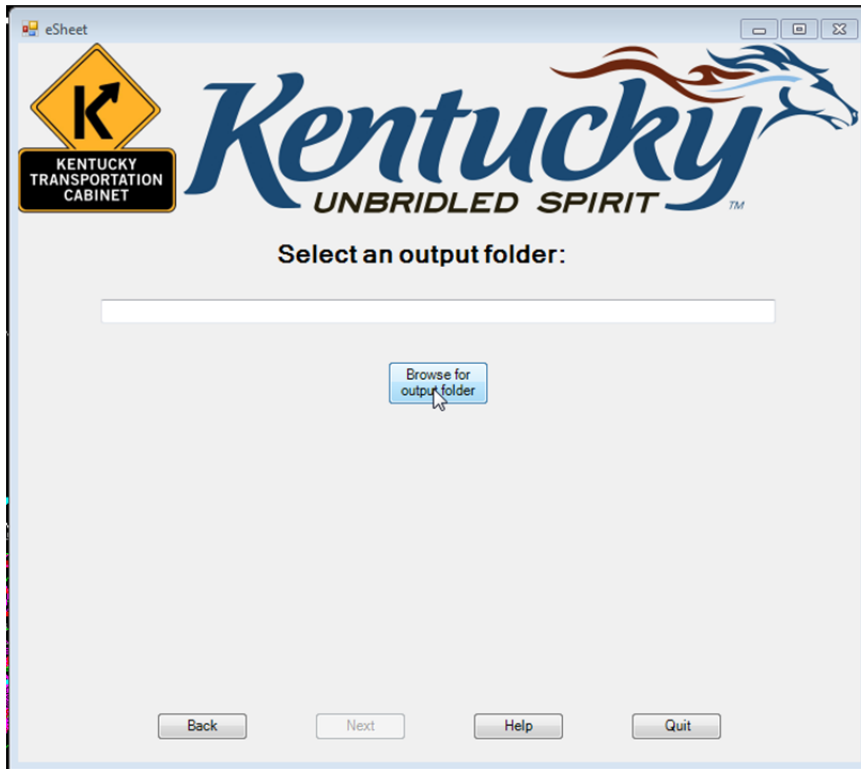 eSheet
KENTUCKY
TRANSPORTATION
CABINET
Kentucky
UNBRIDLED SPIRIT
TM
Select an output folder:
Browse for
output folder
Back
Next
Help
Quit